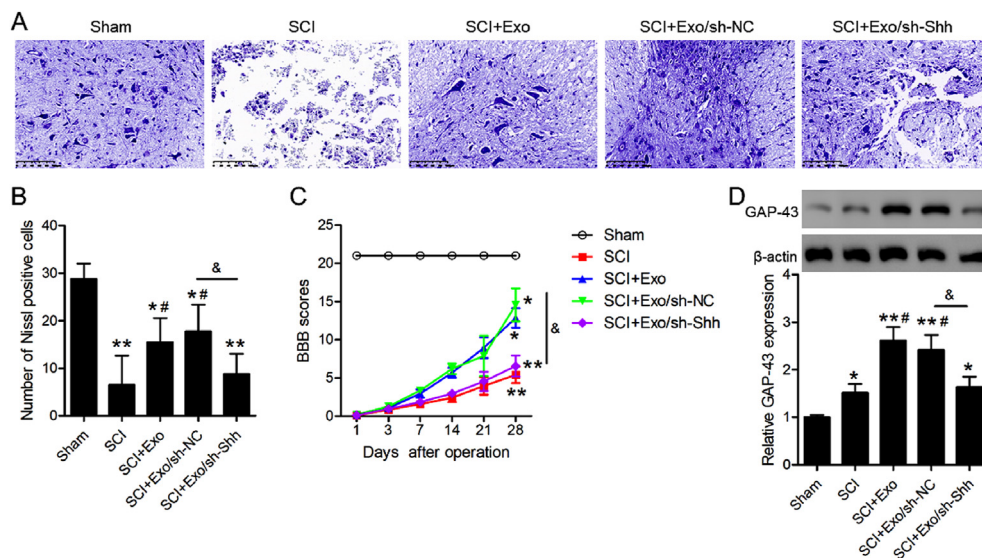 A
Sham SCI SCI+Exo SCI+Exo/sh-NC SCI+Exo/sh-Shh
B
Number of Nissl positive cells
40
30
20
10
0
**
*#
*#
&
**
Sham
SCI
SCI+Exo
SCI+Exo/sh-NC
SCI+Exo/sh-Shh
C
BBB scores
25
20
15
10
5
0
1 3 7 14 21 28
Days after operation
Sham
SCI
SCI+Exo
SCI+Exo/sh-NC
SCI+Exo/sh-Shh
*
*
**
**
&
D
GAP-43
β-actin
Relative GAP-43 expression
4
3
2
1
0
*
**#
**#
&
*
Sham
SCI
SCI+Exo
SCI+Exo/sh-NC
SCI+Exo/sh-Shh